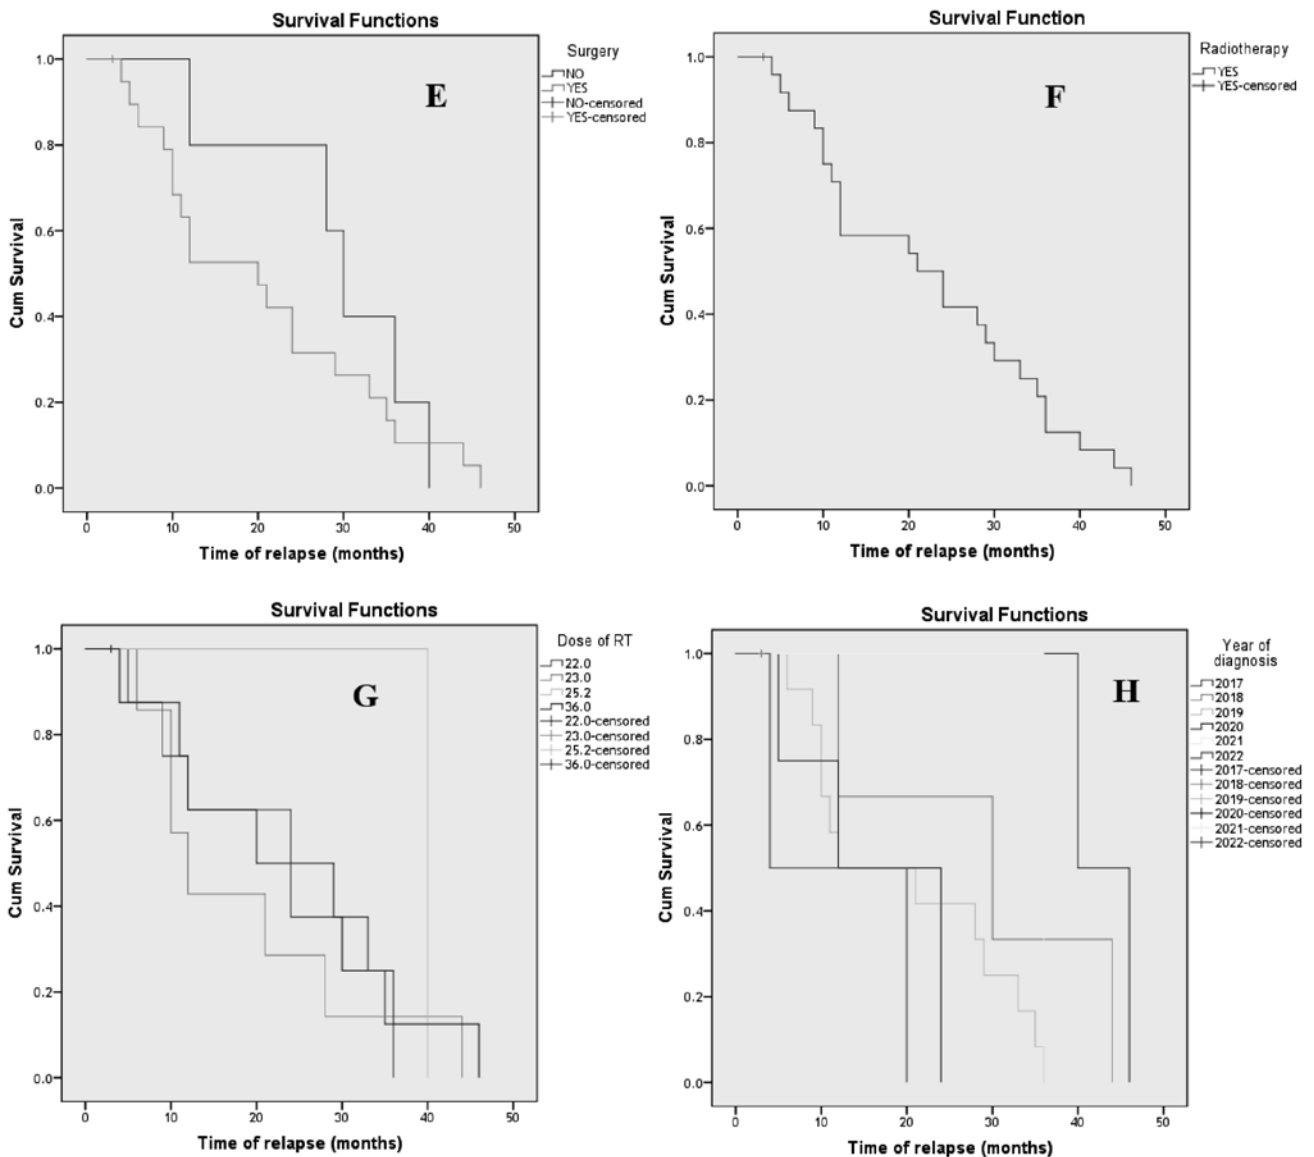 Survival Functions
Surgery
NO
YES
NO-censored
YES-censored
E
1.0
0.8
0.6
0.4
0.2
0.0
Cum Survival
0 10 20 30 40 50
Time of relapse (months)
Survival Function
Radiotherapy
YES
YES-censored
F
1.0
0.8
0.6
0.4
0.2
0.0
Cum Survival
0 10 20 30 40 50
Time of relapse (months)
Survival Functions
Dose of RT
22.0
23.0
25.2
36.0
22.0-censored
23.0-censored
25.2-censored
36.0-censored
G
1.0
0.8
0.6
0.4
0.2
0.0
Cum Survival
0 10 20 30 40 50
Time of relapse (months)
Survival Functions
Year of
diagnosis
2017
2018
2019
2020
2021
2022
2017-censored
2018-censored
2019-censored
2020-censored
2021-censored
2022-censored
H
1.0
0.8
0.6
0.4
0.2
0.0
Cum Survival
0 10 20 30 40 50
Time of relapse (months)